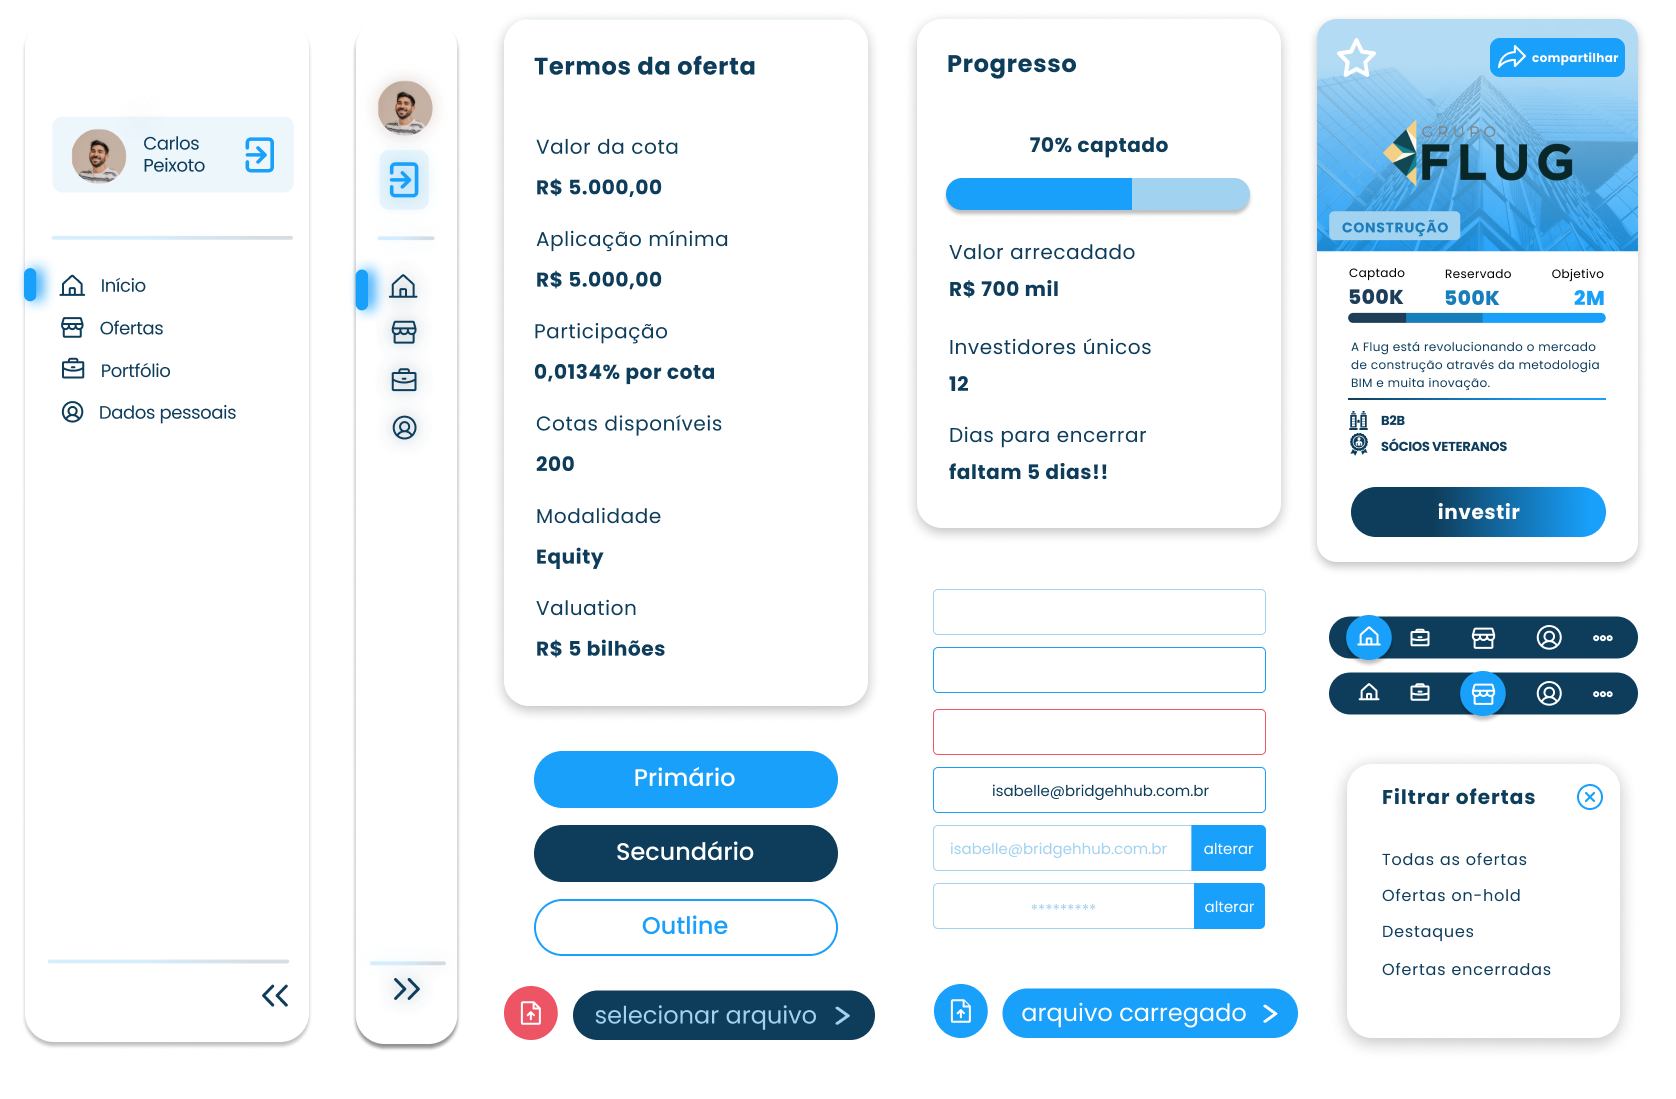 Carlos
Peixoto
Início
Ofertas
Portfólio
Dados pessoais
Termos da oferta
Valor da cota
R$ 5.000,00
Aplicação mínima
R$ 5.000,00
Participação
0,0134% por cota
Cotas disponíveis
200
Modalidade
Equity
Valuation
R$ 5 bilhões
Primário
Secundário
Outline
selecionar arquivo
Progresso
70% captado
Valor arrecadado
R$ 700 mil
Investidores únicos
12
Dias para encerrar
faltam 5 dias!!
isabelle@bridgehhub.com.br
isabelle@bridgehhub.com.br alterar
********* alterar
arquivo carregado
compartilhar
GRUPO
FLUG
CONSTRUÇÃO
Captado Reservado Objetivo
500K 500K 2M
A Flug está revolucionando o mercado
de construção através da metodologia
BIM e muita inovação.
B2B
SÓCIOS VETERANOS
investir
Filtrar ofertas
Todas as ofertas
Ofertas on-hold
Destaques
Ofertas encerradas